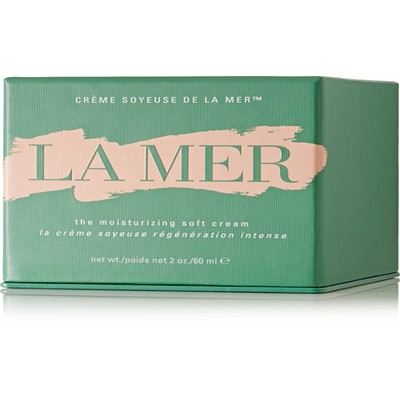 CRÈME SOYEUSE DE LA MER™
LA MER
the moisturizing soft cream
la crème soyeuse régénération intense
net wt./poids net 2 oz./60 ml ℮